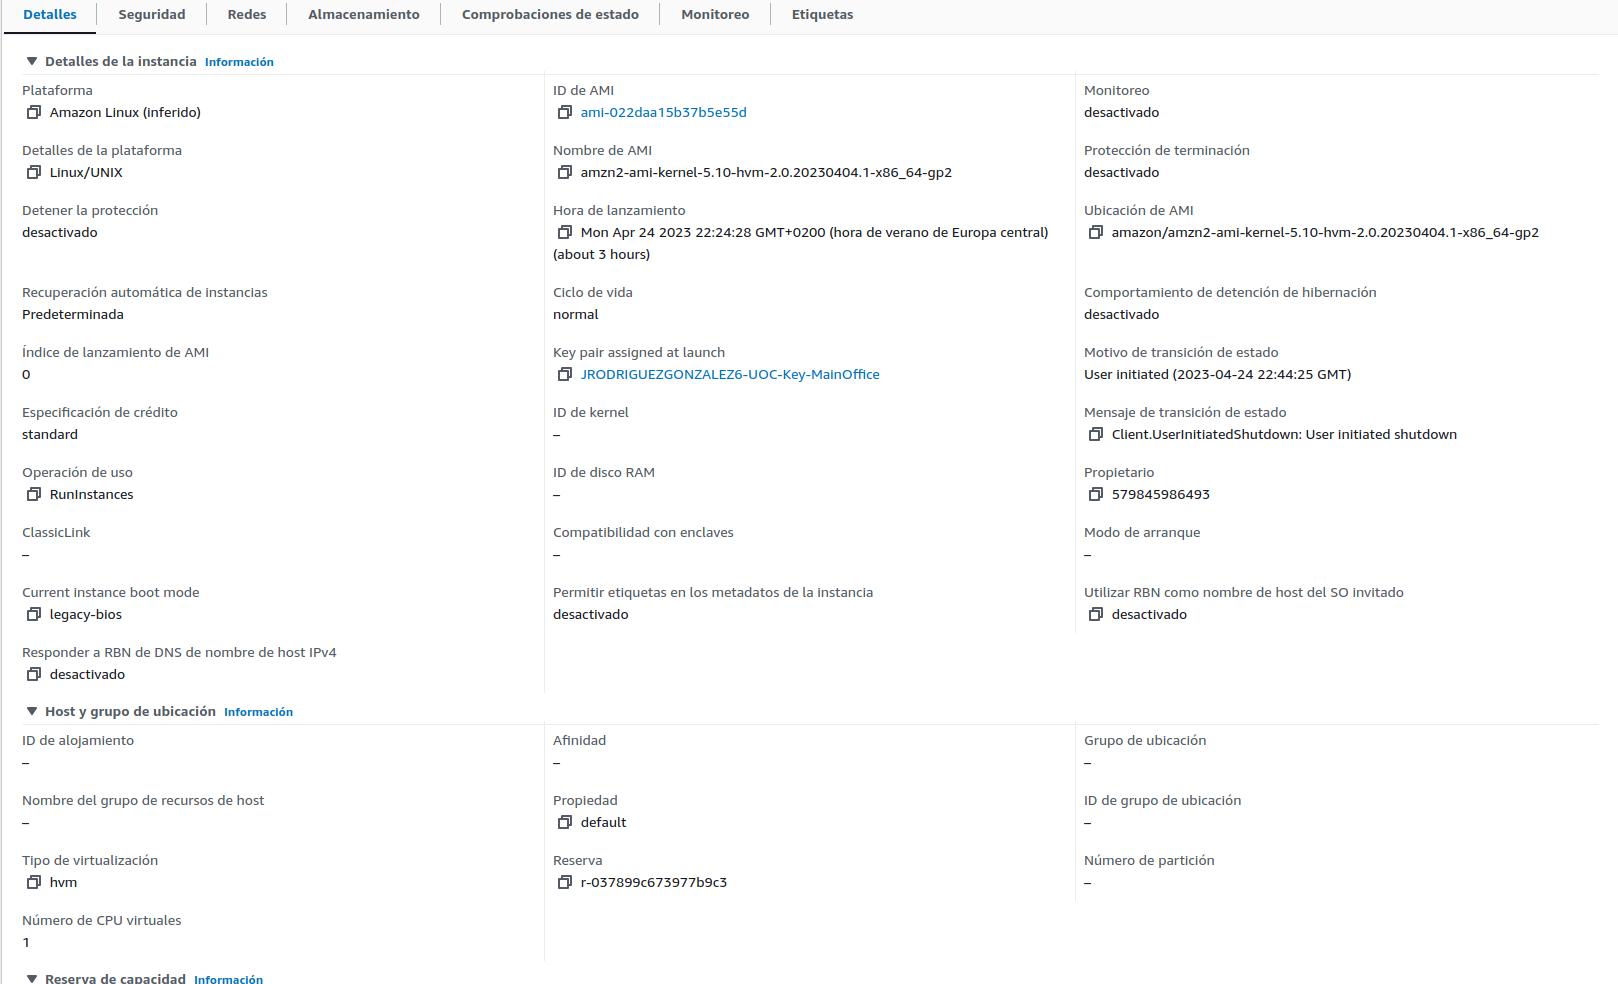 Detalles
Seguridad
Redes
Almacenamiento
Comprobaciones de estado
Monitoreo
Etiquetas
Detalles de la instancia Información
Plataforma
Amazon Linux (inferido)
ID de AMI
ami-022daa15b37b5e55d
Monitoreo
desactivado
Detalles de la plataforma
Linux/UNIX
Nombre de AMI
amzn2-ami-kernel-5.10-hvm-2.0.20230404.1-x86_64-gp2
Protección de terminación
desactivado
Detener la protección
desactivado
Hora de lanzamiento
Mon Apr 24 2023 22:24:28 GMT+0200 (hora de verano de Europa central)
(about 3 hours)
Ubicación de AMI
amazon/amzn2-ami-kernel-5.10-hvm-2.0.20230404.1-x86_64-gp2
Recuperación automática de instancias
Predeterminada
Ciclo de vida
normal
Comportamiento de detención de hibernación
desactivado
Índice de lanzamiento de AMI
0
Key pair assigned at launch
JRODRIGUEZGONZALEZ6-UOC-Key-MainOffice
Motivo de transición de estado
User initiated (2023-04-24 22:44:25 GMT)
Especificación de crédito
standard
ID de kernel
–
Mensaje de transición de estado
Client.UserInitiatedShutdown: User initiated shutdown
Operación de uso
RunInstances
ID de disco RAM
–
Propietario
579845986493
ClassicLink
–
Compatibilidad con enclaves
–
Modo de arranque
–
Current instance boot mode
legacy-bios
Permitir etiquetas en los metadatos de la instancia
desactivado
Utilizar RBN como nombre de host del SO invitado
desactivado
Responder a RBN de DNS de nombre de host IPv4
desactivado
Host y grupo de ubicación Información
ID de alojamiento
–
Afinidad
–
Grupo de ubicación
–
Nombre del grupo de recursos de host
–
Propiedad
default
ID de grupo de ubicación
–
Tipo de virtualización
hvm
Reserva
r-037899c673977b9c3
Número de partición
–
Número de CPU virtuales
1
Reserva de capacidad Información